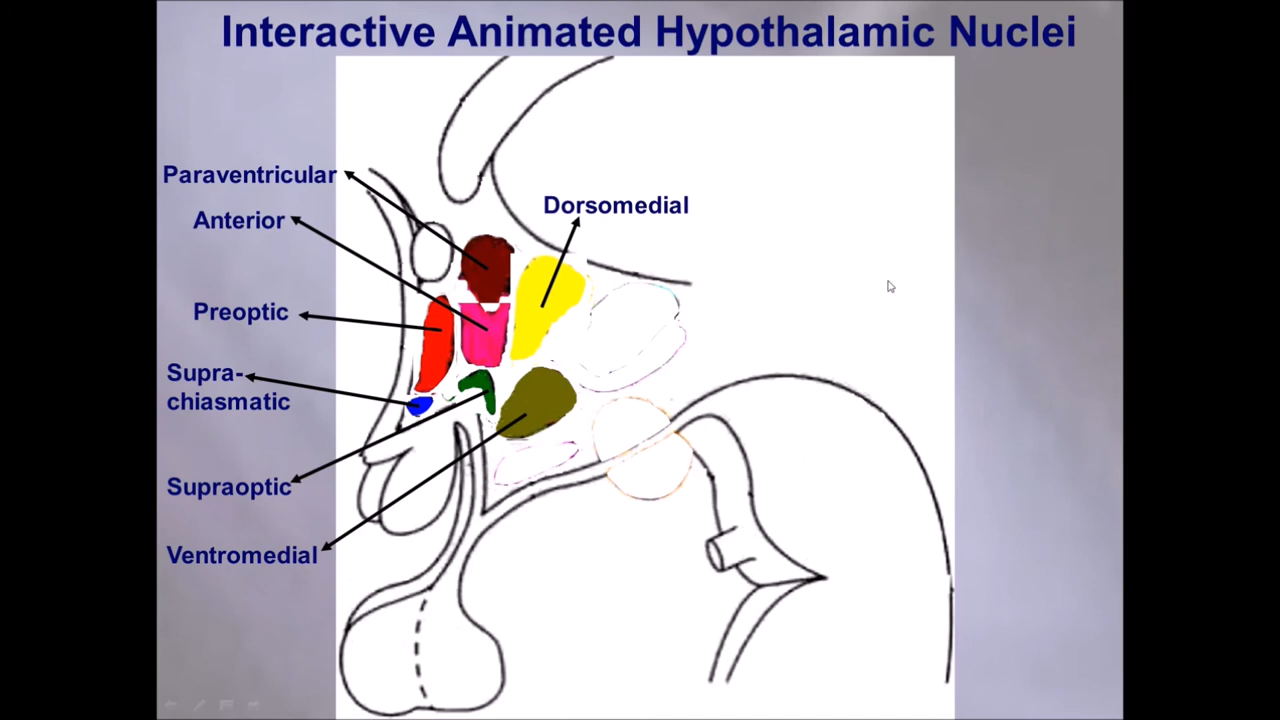 Interactive Animated Hypothalamic Nuclei
Paraventricular
Dorsomedial
Anterior
Preoptic
Supra-
chiasmatic
Supraoptic
Ventromedial